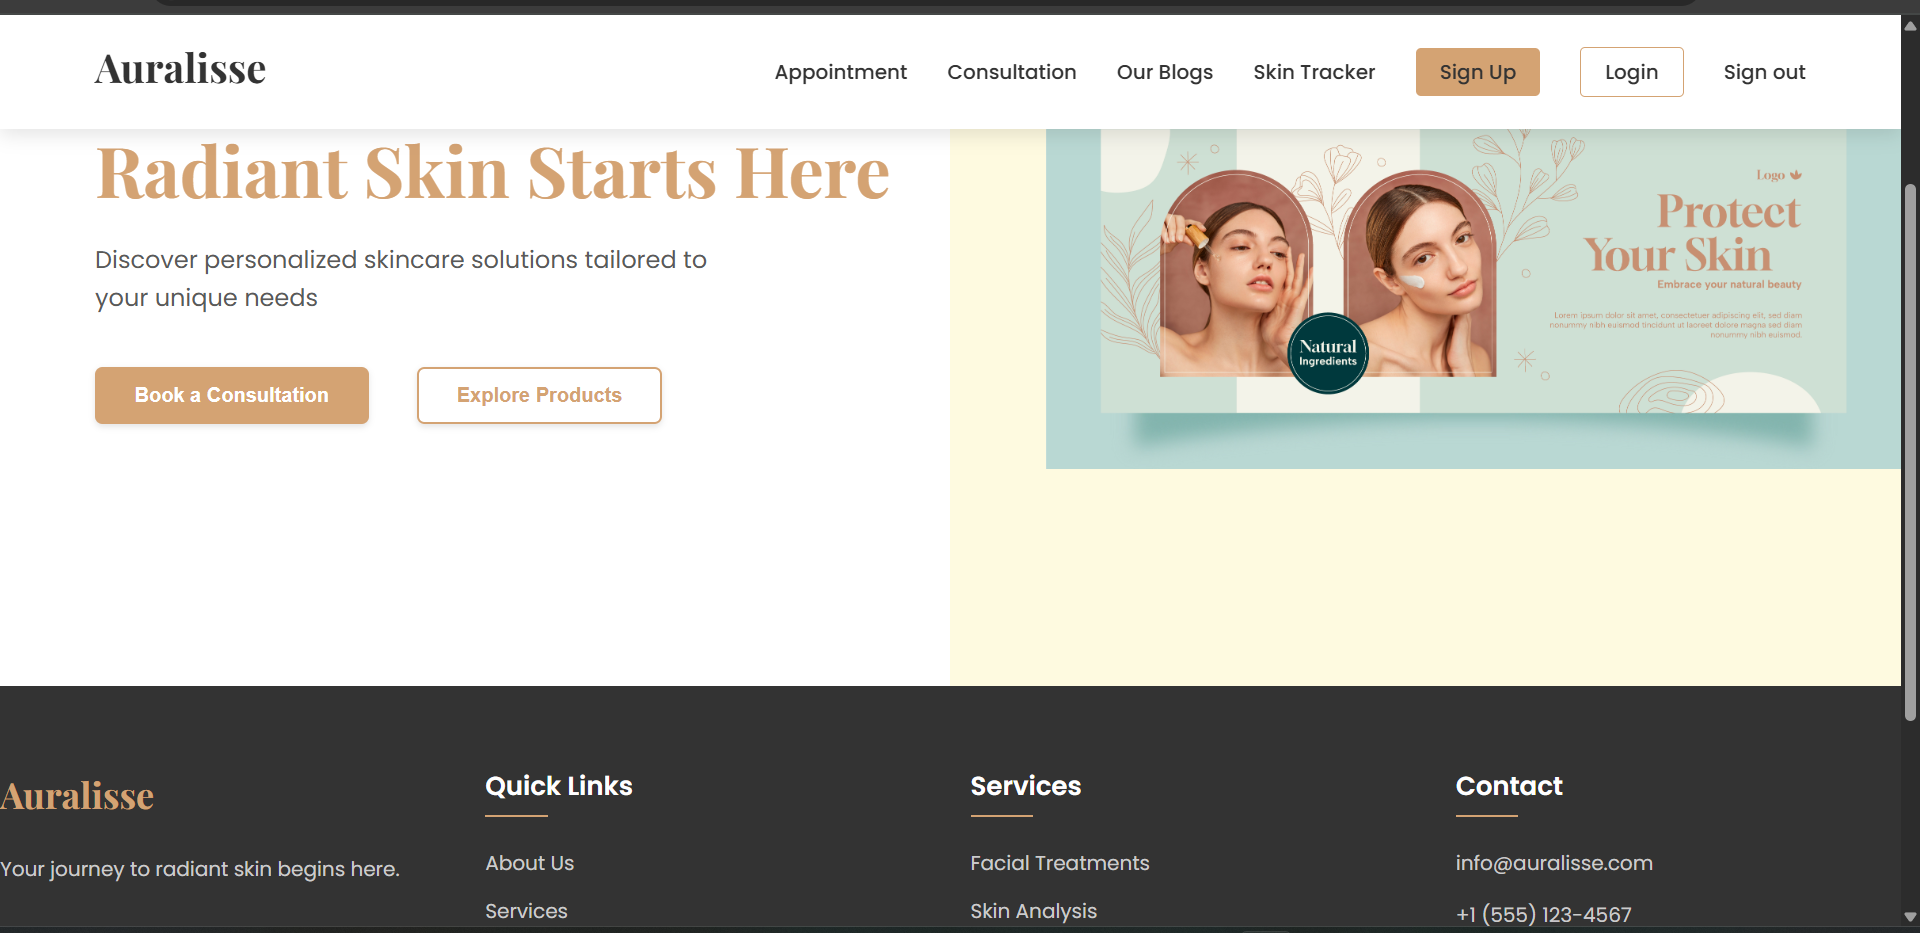 Auralisse
Appointment
Consultation
Our Blogs
Skin Tracker
Sign Up
Login
Sign out
Radiant Skin Starts Here
Discover personalized skincare solutions tailored to
your unique needs
Book a Consultation
Explore Products
Logo
Protect
Your Skin
Embrace your natural beauty
Lorem ipsum dolor sit amet, consectetuer adipiscing elit, sed diam
nonummy nibh euismod tincidunt ut laoreet dolore magna sed diam
nonummy nibh euismod.
Natural
Ingredients
Auralisse
Your journey to radiant skin begins here.
Quick Links
About Us
Services
Services
Facial Treatments
Skin Analysis
Contact
info@auralisse.com
+1 (555) 123-4567